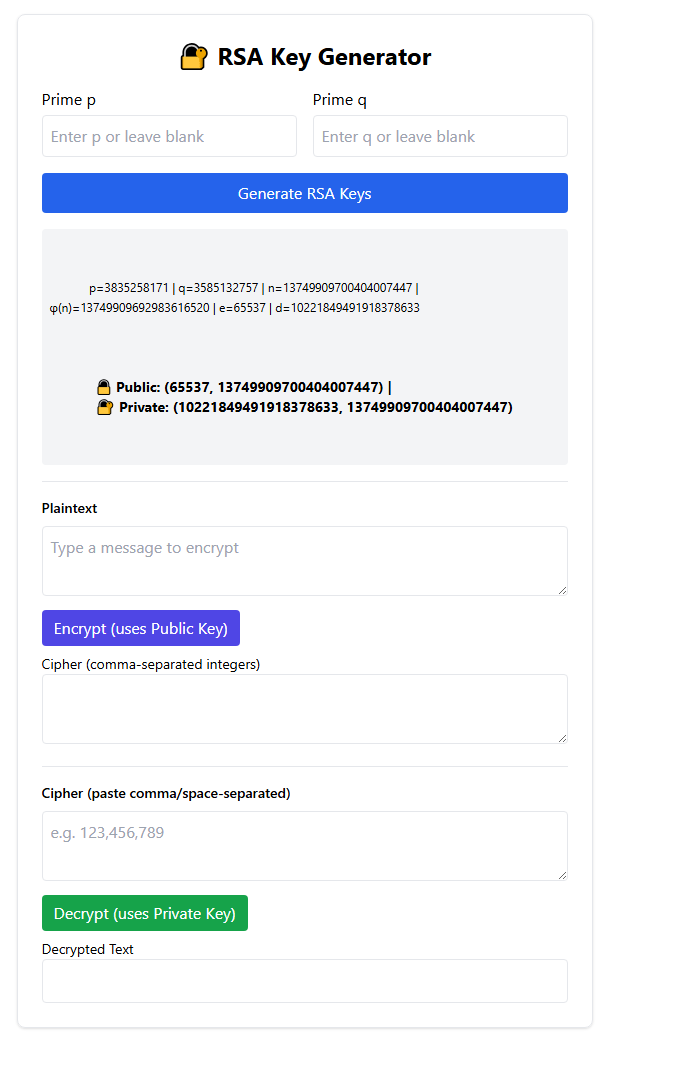 🔐 RSA Key Generator
Prime p
Prime q
Enter p or leave blank
Enter q or leave blank
Generate RSA Keys
p=3835258171 | q=3585132757 | n=13749909700404007447 |
φ(n)=13749909692983616520 | e=65537 | d=10221849491918378633
🔒 Public: (65537, 13749909700404007447) |
🔐 Private: (10221849491918378633, 13749909700404007447)
Plaintext
Type a message to encrypt
Encrypt (uses Public Key)
Cipher (comma-separated integers)
Cipher (paste comma/space-separated)
e.g. 123,456,789
Decrypt (uses Private Key)
Decrypted Text